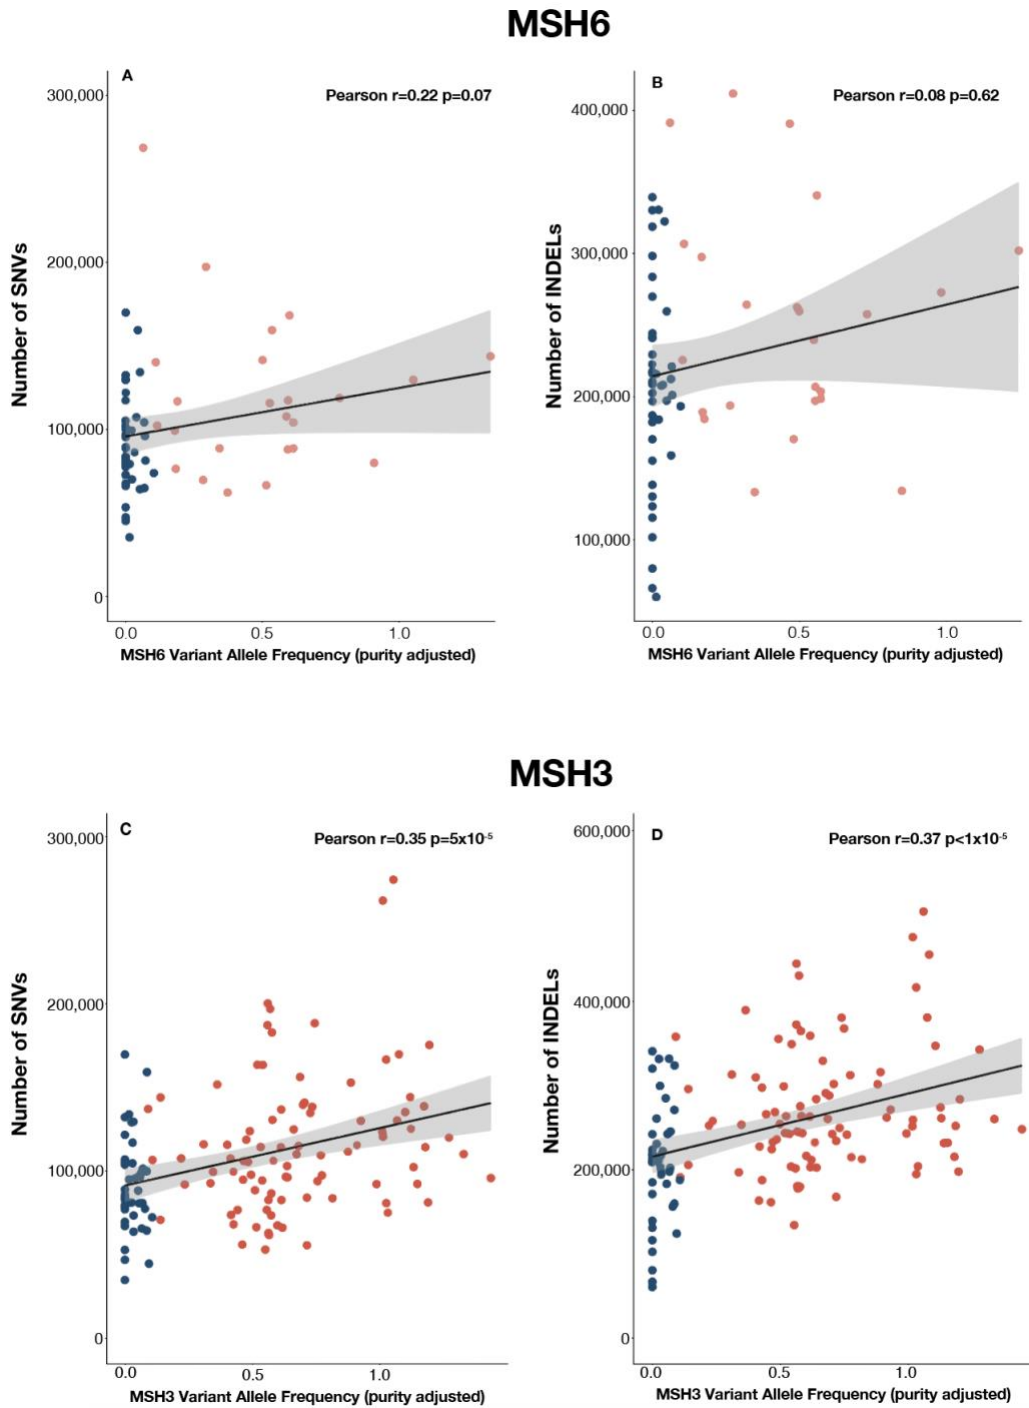 MSH6
A
Pearson r=0.22 p=0.07
300,000
200,000
100,000
0
Number of SNVs
0.0 0.5 1.0
MSH6 Variant Allele Frequency (purity adjusted)
B
Pearson r=0.08 p=0.62
400,000
300,000
200,000
100,000
Number of INDELs
0.0 0.5 1.0
MSH6 Variant Allele Frequency (purity adjusted)
MSH3
C
Pearson r=0.35 p=5x10⁻⁵
300,000
200,000
100,000
0
Number of SNVs
0.0 0.5 1.0
MSH3 Variant Allele Frequency (purity adjusted)
D
Pearson r=0.37 p<1x10⁻⁵
600,000
400,000
200,000
0
Number of INDELs
0.0 0.5 1.0
MSH3 Variant Allele Frequency (purity adjusted)